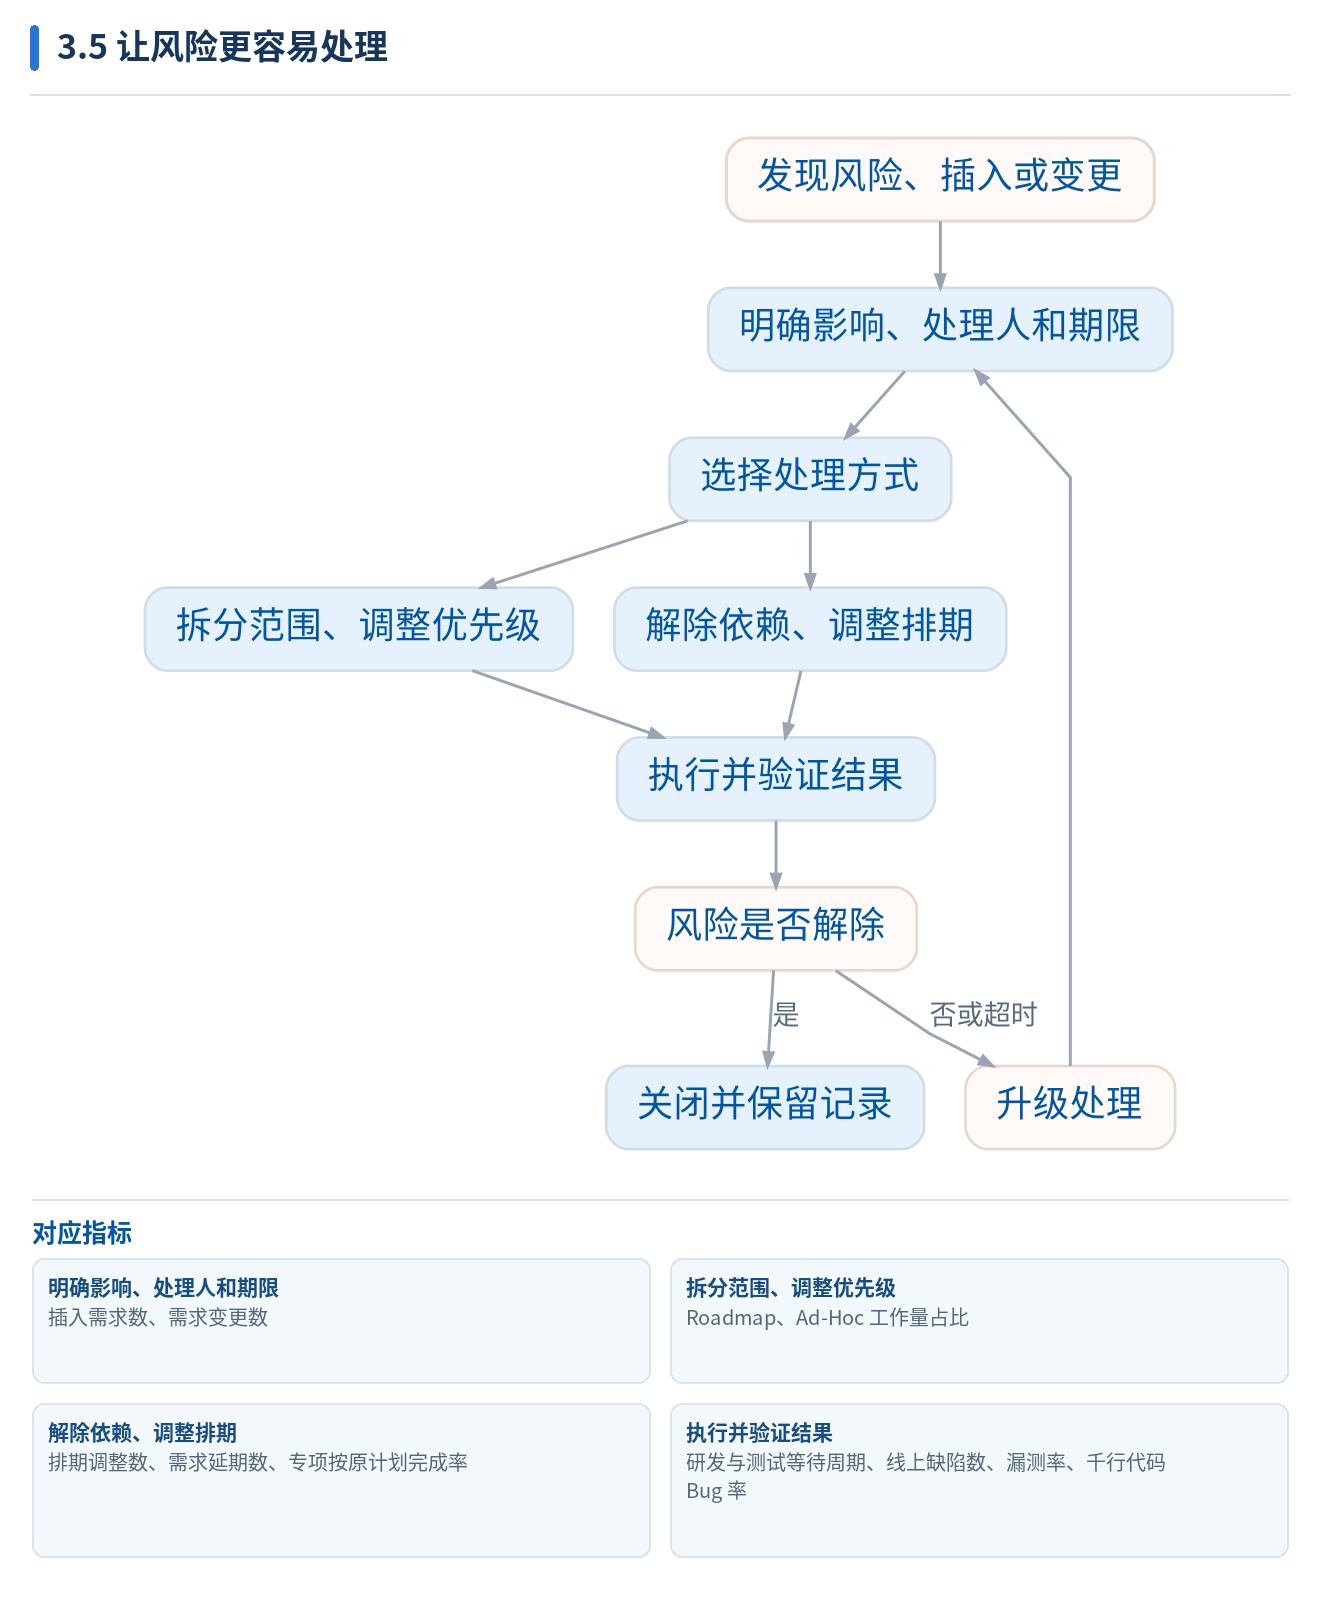 3.5 让风险更容易处理
发现风险、插入或变更
明确影响、处理人和期限
选择处理方式
拆分范围、调整优先级
解除依赖、调整排期
执行并验证结果
风险是否解除
是
否或超时
关闭并保留记录
升级处理
对应指标
明确影响、处理人和期限
插入需求数、需求变更数
拆分范围、调整优先级
Roadmap、Ad-Hoc 工作量占比
解除依赖、调整排期
排期调整数、需求延期数、专项按原计划完成率
执行并验证结果
研发与测试等待周期、线上缺陷数、漏测率、千行代码
Bug 率